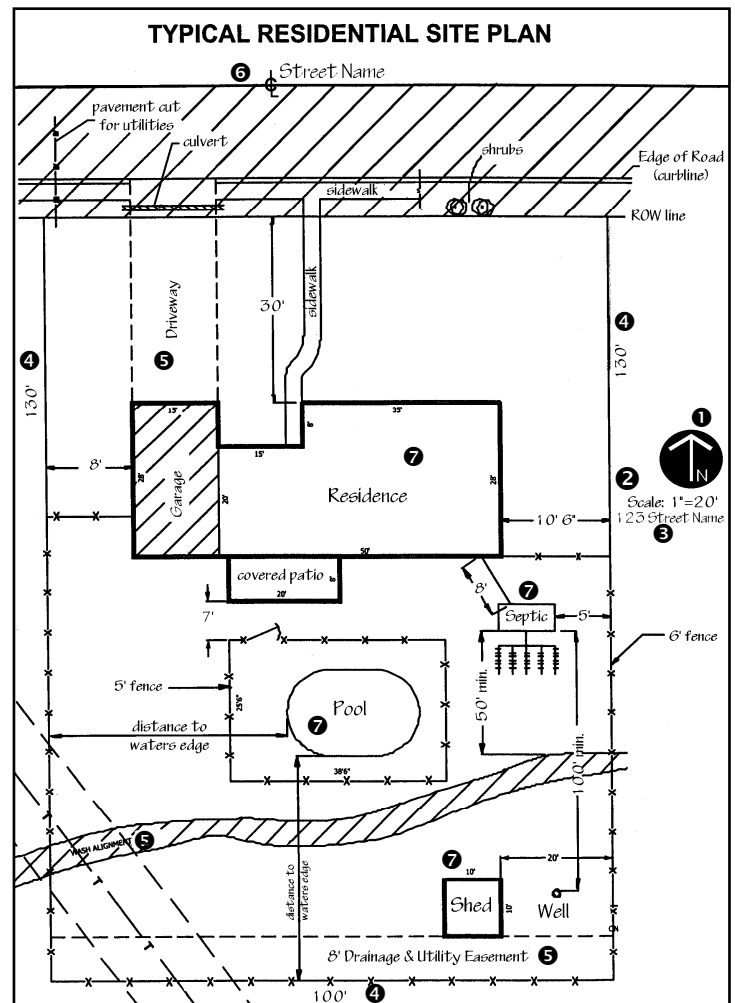 TYPICAL RESIDENTIAL SITE PLAN
6 Street Name
pavement cut
for utilities
culvert
shrubs
Edge of Road
(curbline)
sidewalk
ROW line
Driveway
5
30'
sidewalk
4
130'
4
130'
15'
35'
8'
15'
1
N
7
8'
28'
Garage
20'
Residence
28'
2
Scale: 1"=20'
123 Street Name
3
10' 6"
50'
covered patio
8'
20'
8'
7
Septic
5'
7'
6' fence
5' fence
25'6"
Pool
7
50' min.
100' min.
distance to
waters edge
38'6"
WASH ALIGNMENT 5
distance to
waters edge
7
10'
20'
Shed
10'
Well
8' Drainage & Utility Easement 5
100' 4